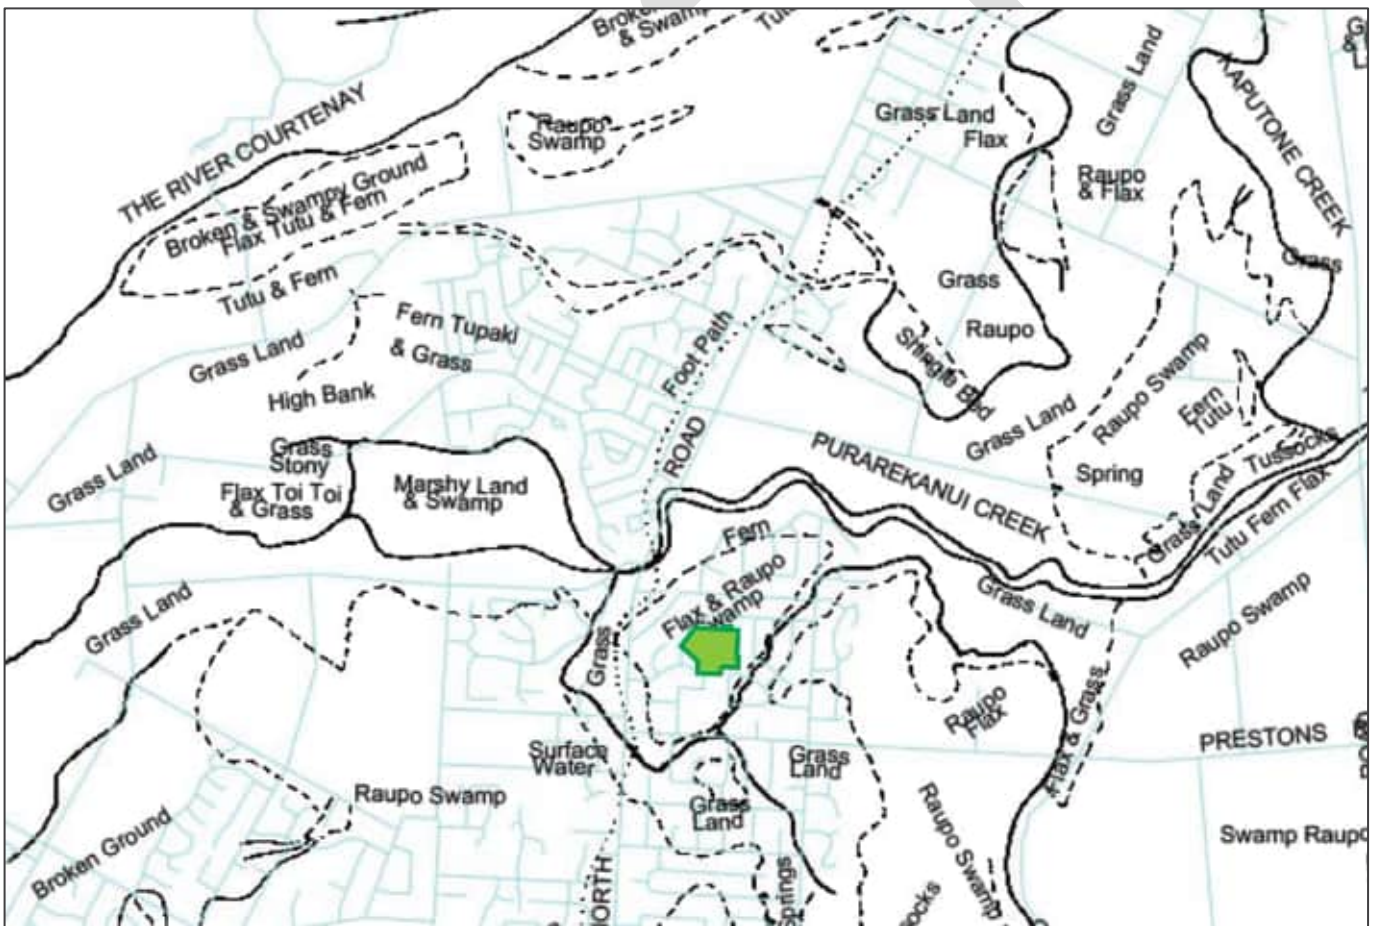 Broken
& Swamp
THE RIVER COURTENAY
Raupo
Swamp
Grass Land
Flax
Grass Land
KAPUTONE CREEK
Broken & Swampy Ground
Flax Tutu & Fern
Raupo
& Flax
Grass
Tutu & Fern
Grass
Fern Tupaki
& Grass
Raupo
Grass Land
Foot Path
Shingle Bed
Raupo Swamp
High Bank
Fern
Tutu
Grass Land
ROAD
PURAREKANUI CREEK
Tussocks
Grass
Stony
Grass Land
Spring
Flax Toi Toi
& Grass
Marshy Land
& Swamp
Grass Land
Tutu Fern Flax
Fern
Flax & Raupo
Swamp
Grass Land
Grass Land
Raupo Swamp
Grass
Raupo
Flax
Flax & Grass
PRESTONS
Surface
Water
Grass
Land
Raupo Swamp
Grass
Land
Raupo Swamp
Swamp Raupo
Broken Ground